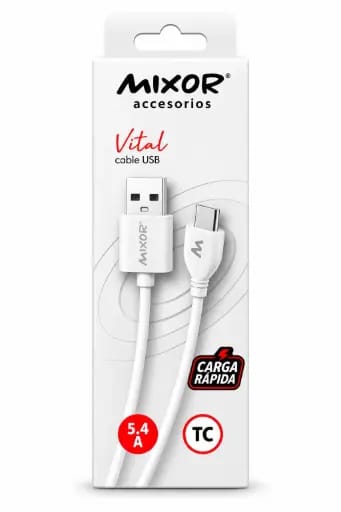 MIXOR®
accesorios
Vital
cable USB
MIXOR®
M
CARGA
RÁPIDA
5.4
A
TC